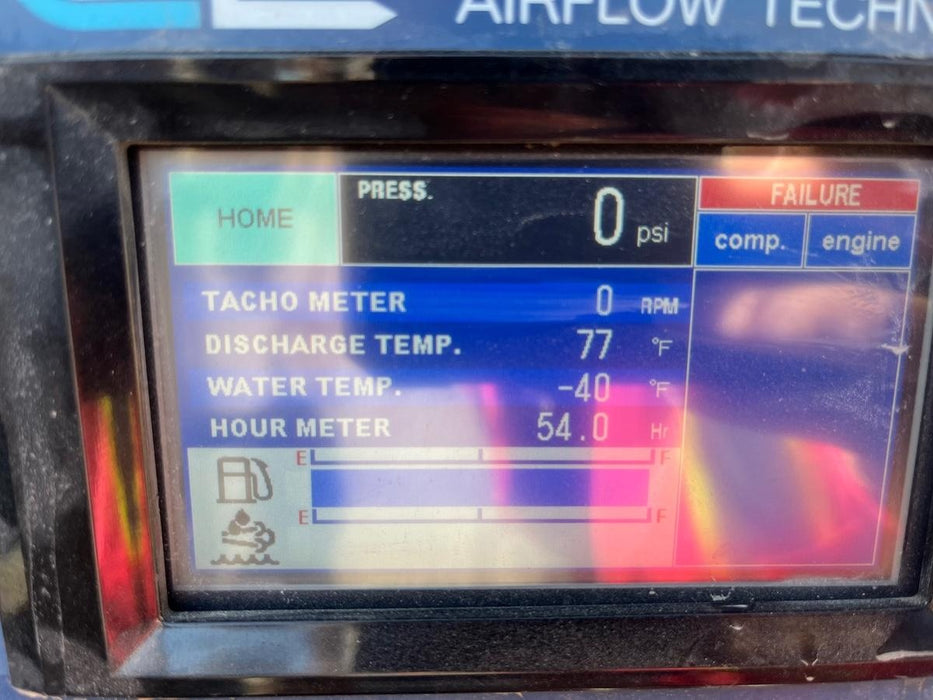 AIRFLOW TECHN
HOME
PRESS. 0 psi
FAILURE
comp. engine
TACHO METER 0 RPM
DISCHARGE TEMP. 77 °F
WATER TEMP. -40 °F
HOUR METER 54.0 Hr
E F
E F